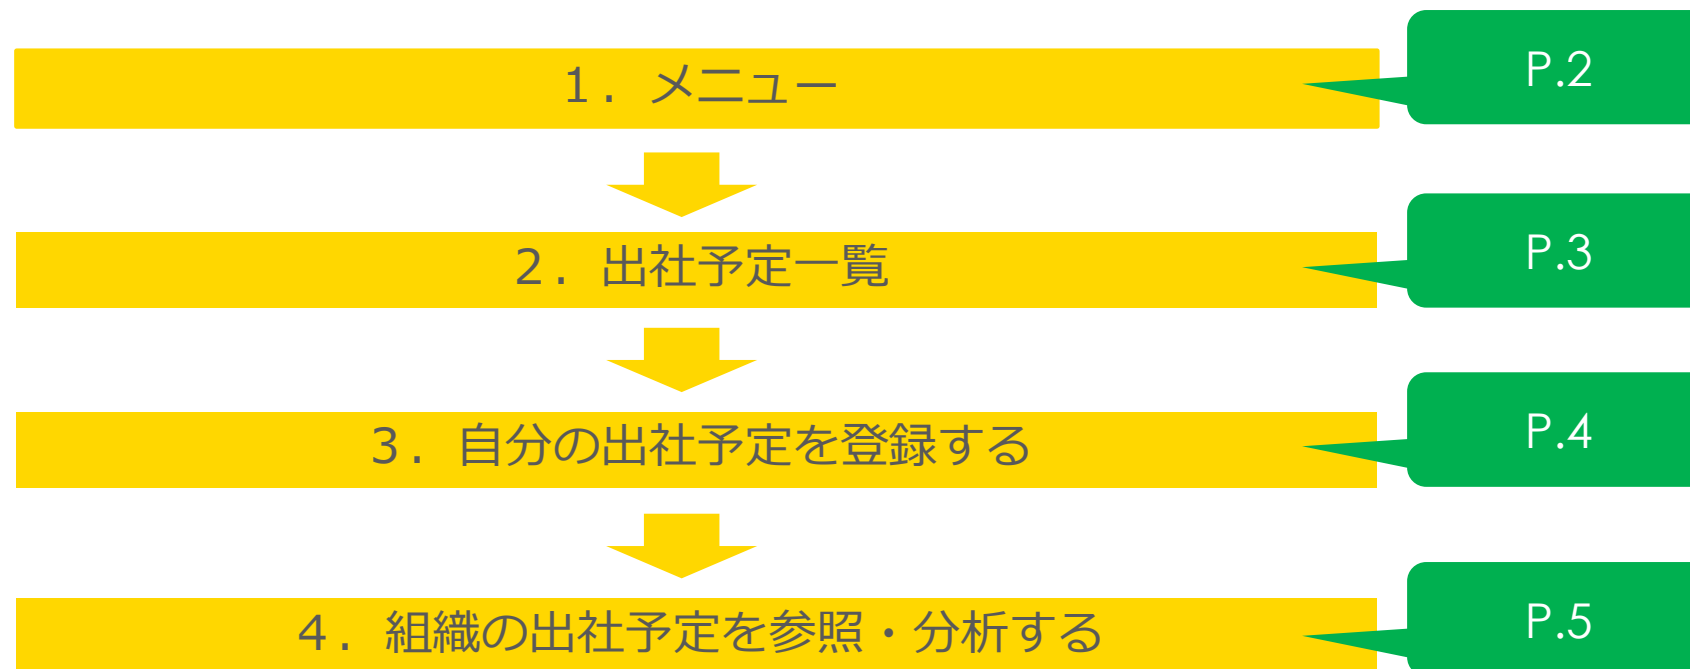 1．メニュー
P.2
2．出社予定一覧
P.3
3．自分の出社予定を登録する
P.4
4．組織の出社予定を参照・分析する
P.5